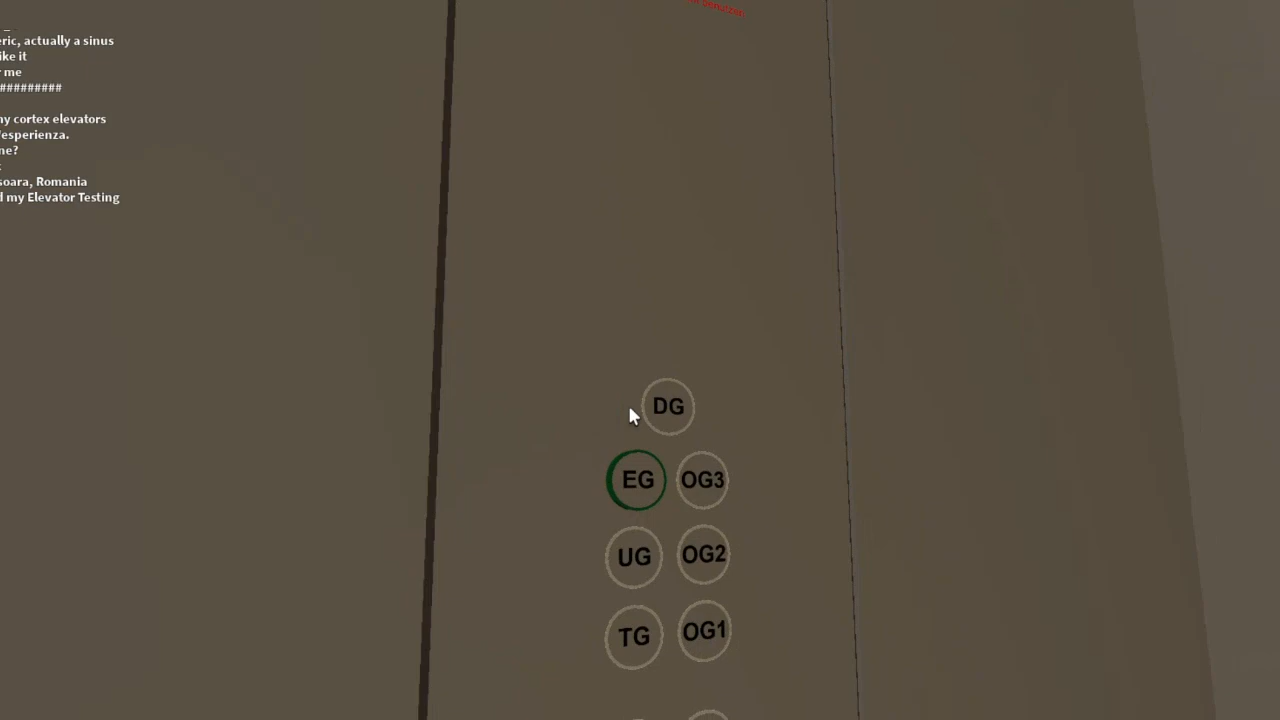 eric, actually a sinus
ike it
me
#########
ny cortex elevators
'esperienza.
ne?
soara, Romania
d my Elevator Testing
DG
EG OG3
UG OG2
TG OG1